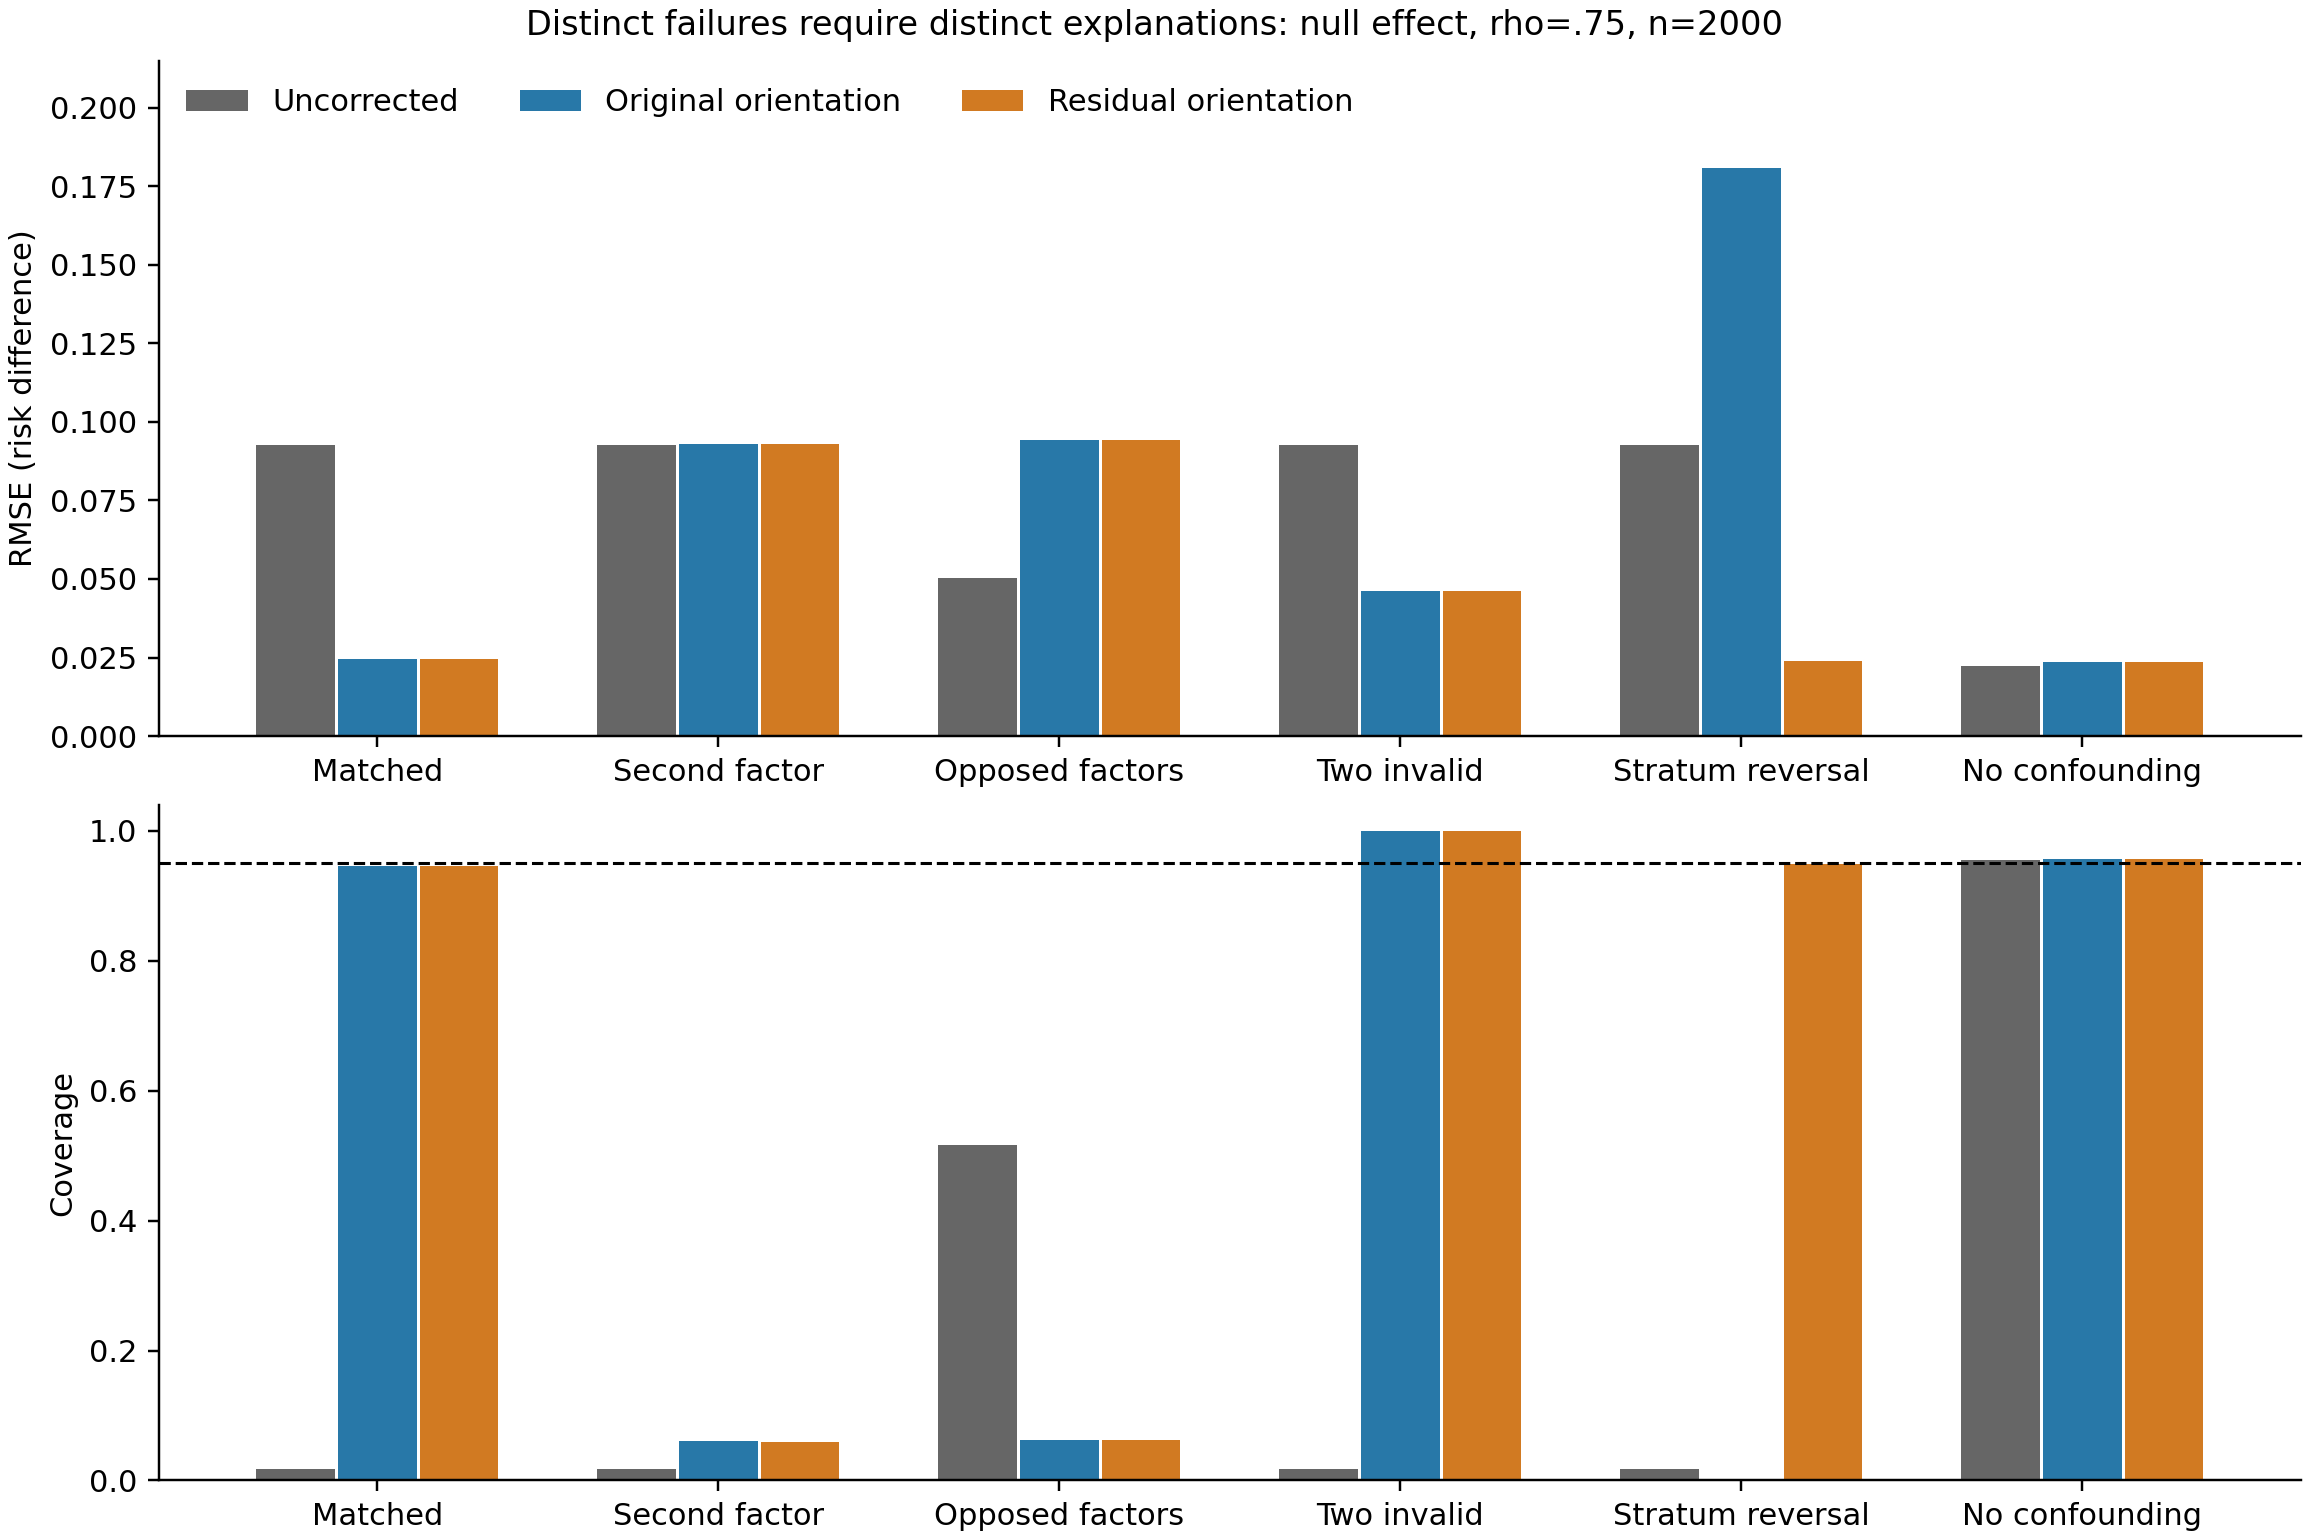 Distinct failures require distinct explanations: null effect, rho=.75, n=2000
Uncorrected Original orientation Residual orientation
RMSE (risk difference)
0.200
0.175
0.150
0.125
0.100
0.075
0.050
0.025
0.000
Matched Second factor Opposed factors Two invalid Stratum reversal No confounding
Coverage
1.0
0.8
0.6
0.4
0.2
0.0
Matched Second factor Opposed factors Two invalid Stratum reversal No confounding